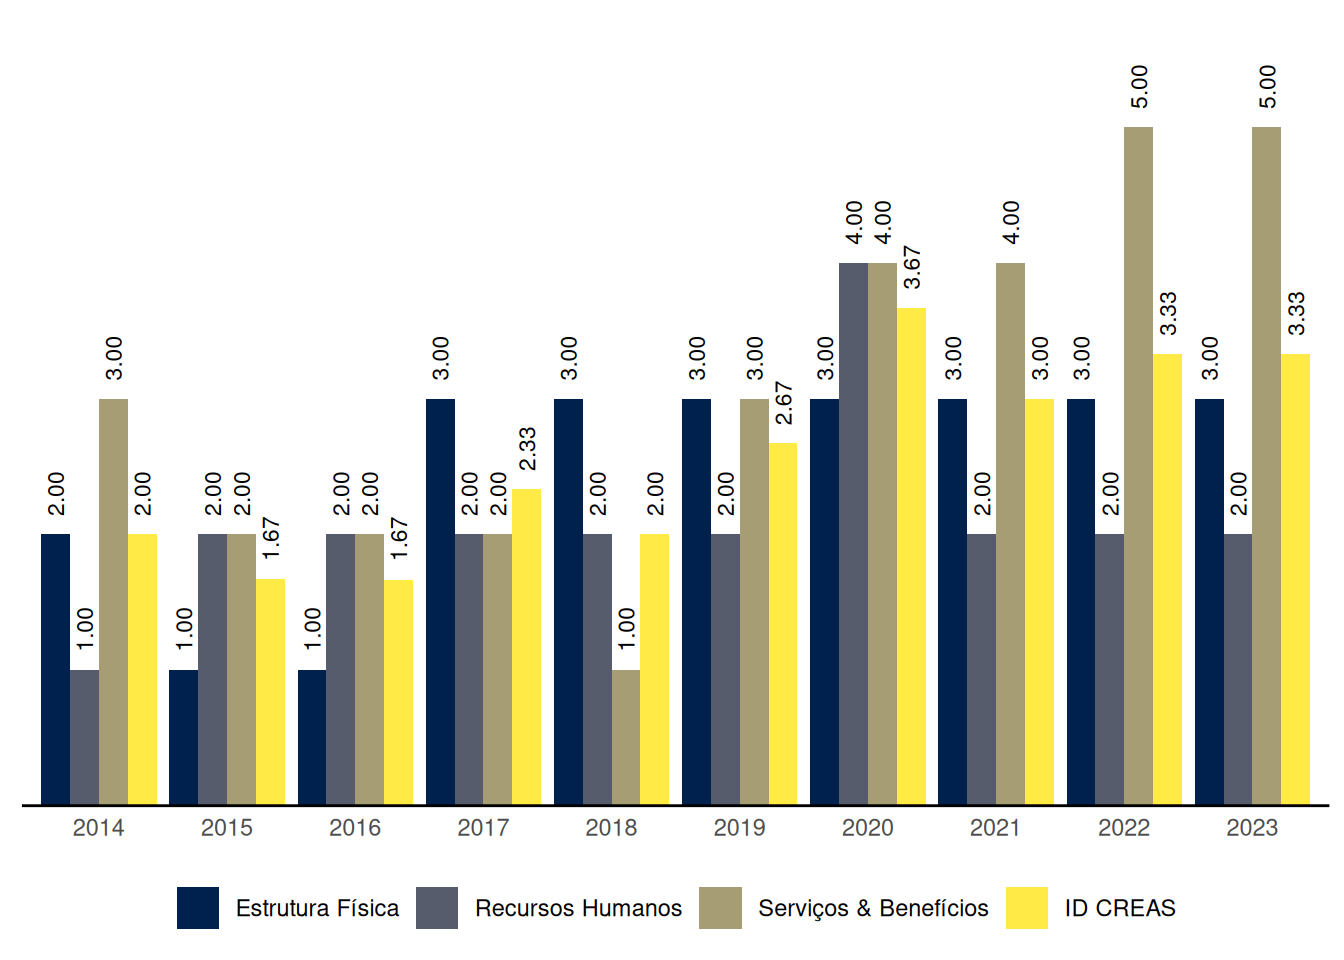 5.00 5.00
4.00 4.00 4.00
3.67
3.33 3.33
3.00 3.00 3.00 3.00 3.00 3.00 3.00 3.00 3.00 3.00
2.67
2.33
2.00 2.00 2.00 2.00 2.00 2.00 2.00 2.00 2.00 2.00 2.00 2.00 2.00 2.00
1.67 1.67
1.00 1.00 1.00 1.00
2014 2015 2016 2017 2018 2019 2020 2021 2022 2023
Estrutura Física Recursos Humanos Serviços & Benefícios ID CREAS